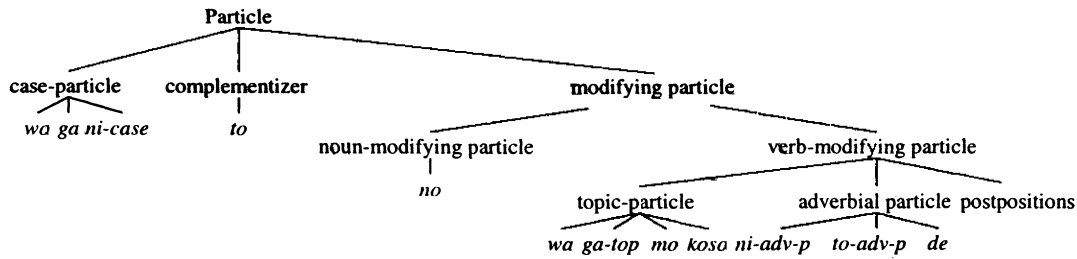 Particle
case-particle complementizer modifying particle
wa ga ni-case to
noun-modifying particle verb-modifying particle
no
topic-particle adverbial particle postpositions
wa ga-top mo koso ni-adv-p to-adv-p de